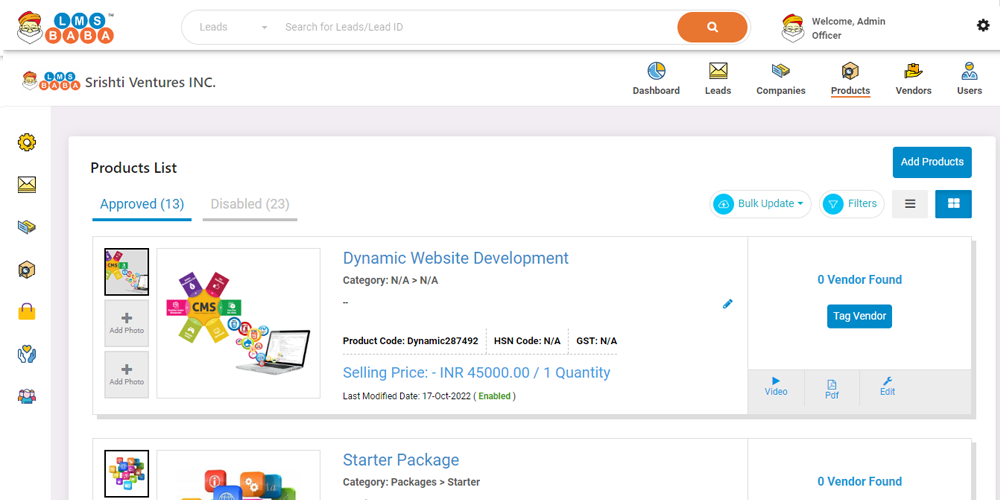 LMS
BABA
TM
Leads
Search for Leads/Lead ID
Welcome, Admin
Officer
LMS
BABA
Srishti Ventures INC.
Dashboard
Leads
Companies
Products
Vendors
Users
Products List
Add Products
Approved (13)
Disabled (23)
Bulk Update
Filters
Dynamic Website Development
Category: N/A > N/A
--
0 Vendor Found
Tag Vendor
CMS
Add Photo
Product Code: Dynamic287492
HSN Code: N/A
GST: N/A
Add Photo
Selling Price: - INR 45000.00 / 1 Quantity
Last Modified Date: 17-Oct-2022 ( Enabled )
Video
Pdf
Edit
Starter Package
Category: Packages > Starter
0 Vendor Found